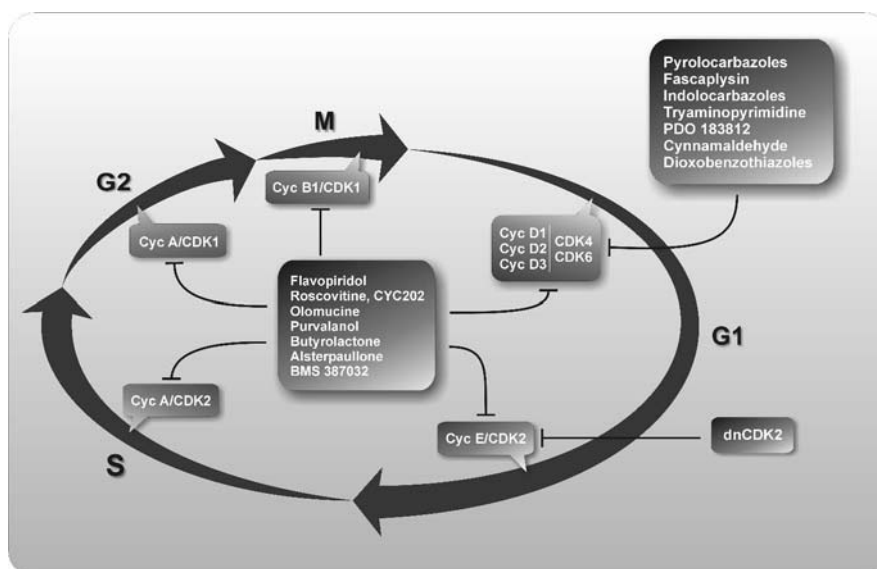 Pyrolocarbazoles
Fascaplysin
Indolocarbazoles
Tryaminopyrimidine
PDO 183812
Cynnamaldehyde
Dioxobenzothiazoles
M
G2
Cyc B1/CDK1
Cyc A/CDK1
Cyc D1
Cyc D2
Cyc D3
CDK4
CDK6
Flavopiridol
Roscovitine, CYC202
Olomucine
Purvalanol
Butyrolactone
Alsterpaullone
BMS 387032
G1
Cyc A/CDK2
Cyc E/CDK2
dnCDK2
S